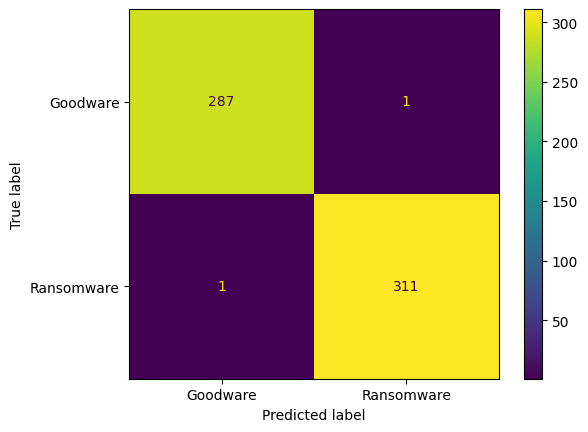 Goodware
Ransomware
True label
287
1
1
311
Goodware
Ransomware
Predicted label
300
250
200
150
100
50